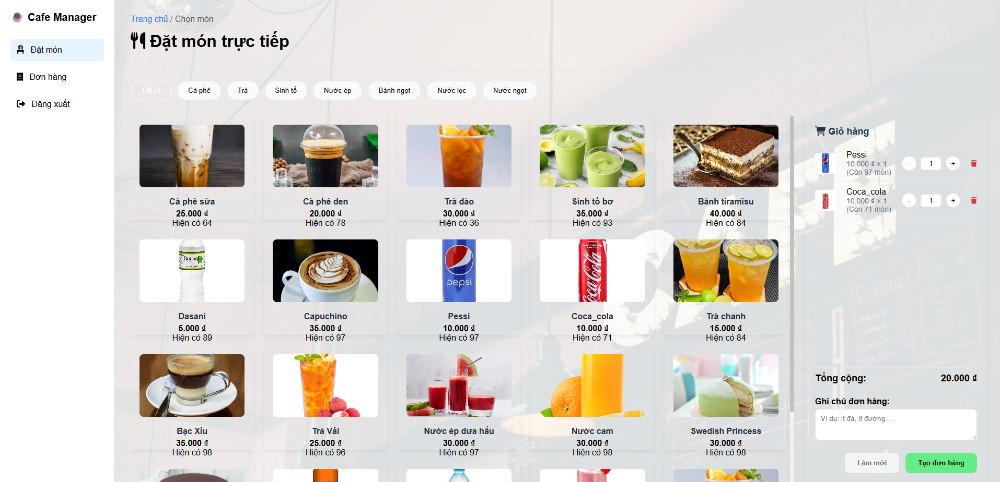 Cafe Manager
Đặt món
Đơn hàng
Đăng xuất
Trang chủ / Chọn món
Đặt món trực tiếp
Tất cả
Cà phê
Trà
Sinh tố
Nước ép
Bánh ngọt
Nước lọc
Nước ngọt
Cà phê sữa
25.000 ₫
Hiện có 64
Cà phê đen
20.000 ₫
Hiện có 78
Trà đào
30.000 ₫
Hiện có 36
Sinh tố bơ
35.000 ₫
Hiện có 93
Bánh tiramisu
40.000 ₫
Hiện có 84
Dasani
Dasani
5.000 ₫
Hiện có 89
Capuchino
35.000 ₫
Hiện có 97
pepsi
Pessi
10.000 ₫
Hiện có 97
Coca-Cola
Coca_cola
10.000 ₫
Hiện có 71
Trà chanh
15.000 ₫
Hiện có 84
Bạc Xỉu
35.000 ₫
Hiện có 98
Trà Vải
25.000 ₫
Hiện có 96
Nước ép dưa hấu
30.000 ₫
Hiện có 97
Nước cam
30.000 ₫
Hiện có 98
Swedish Princess
30.000 ₫
Hiện có 98
Giỏ hàng
Pessi
10.000 ₫ × 1
(Còn 97 món)
- 1 +
Coca_cola
10.000 ₫ × 1
(Còn 71 món)
- 1 +
Tổng cộng: 20.000 ₫
Ghi chú đơn hàng:
Ví dụ: ít đá, ít đường,...
Làm mới
Tạo đơn hàng